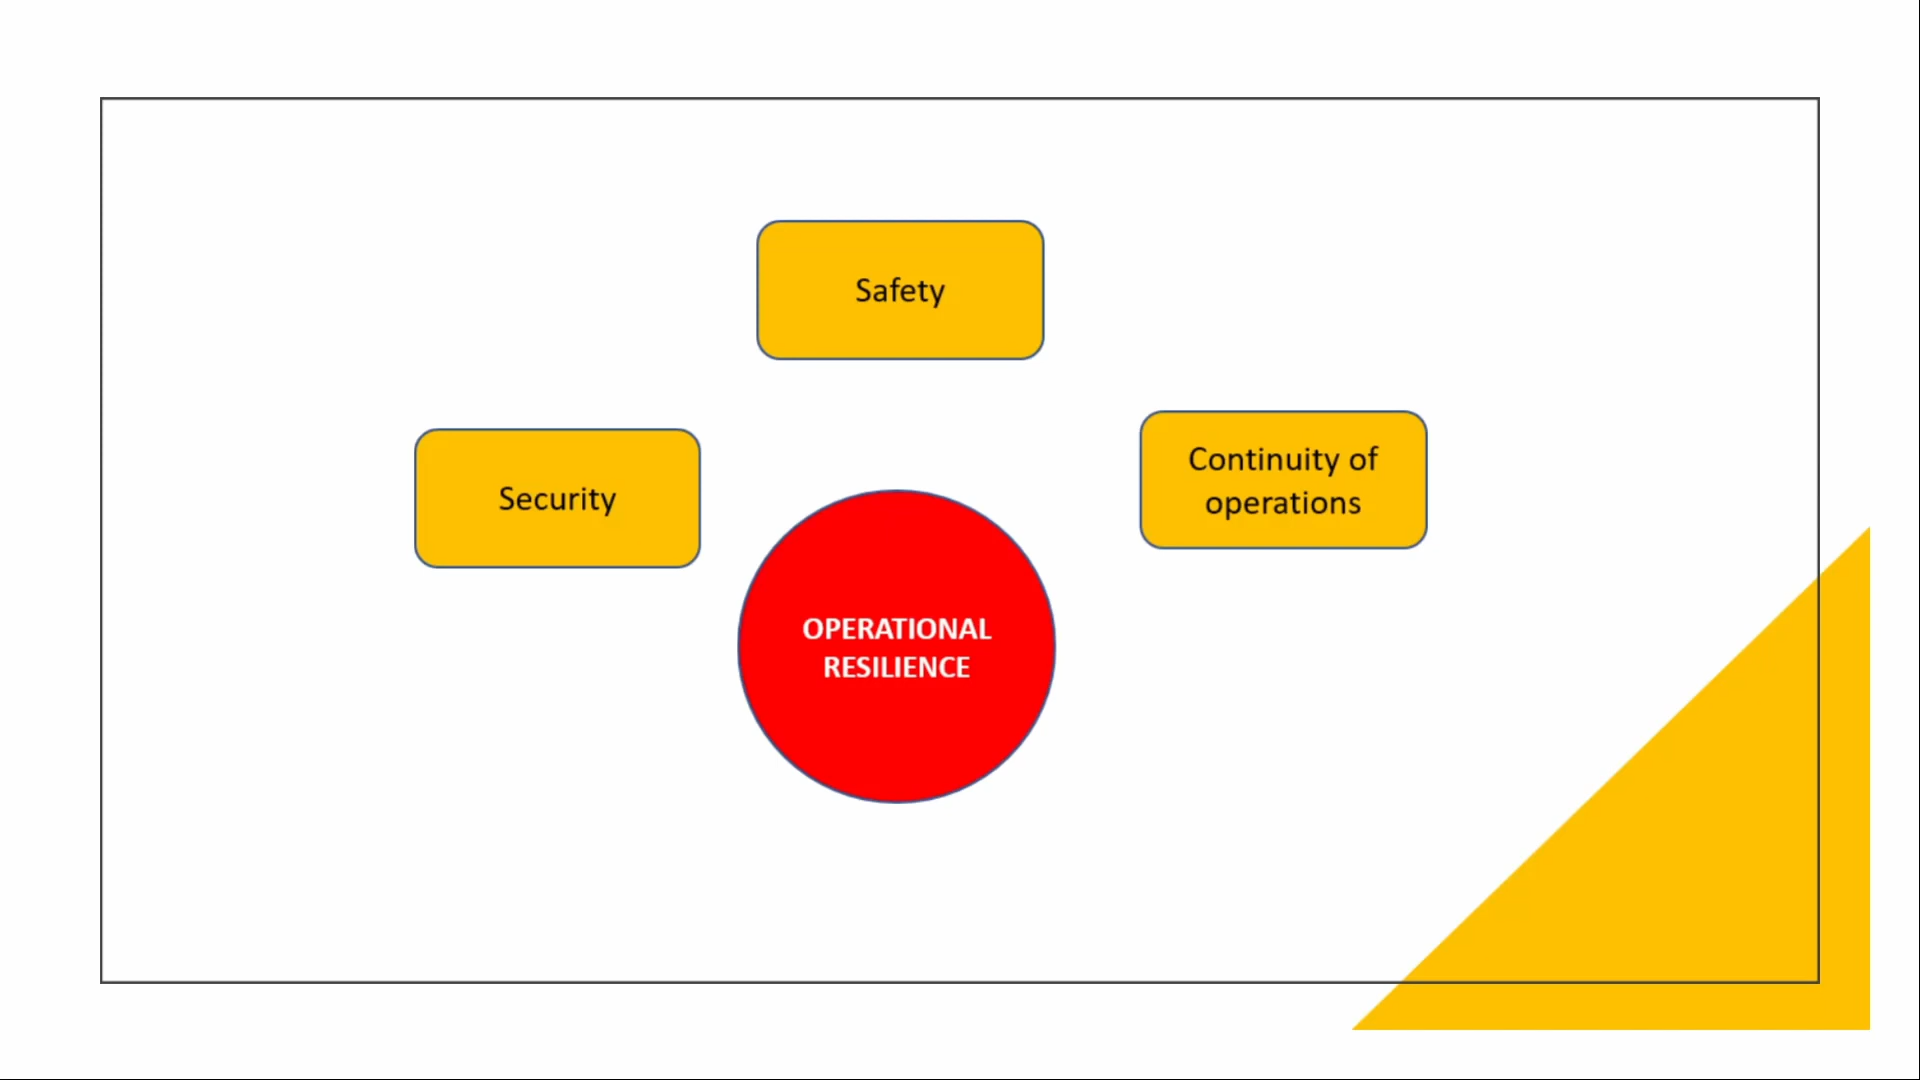 Safety
Security
Continuity of
operations
OPERATIONAL
RESILIENCE